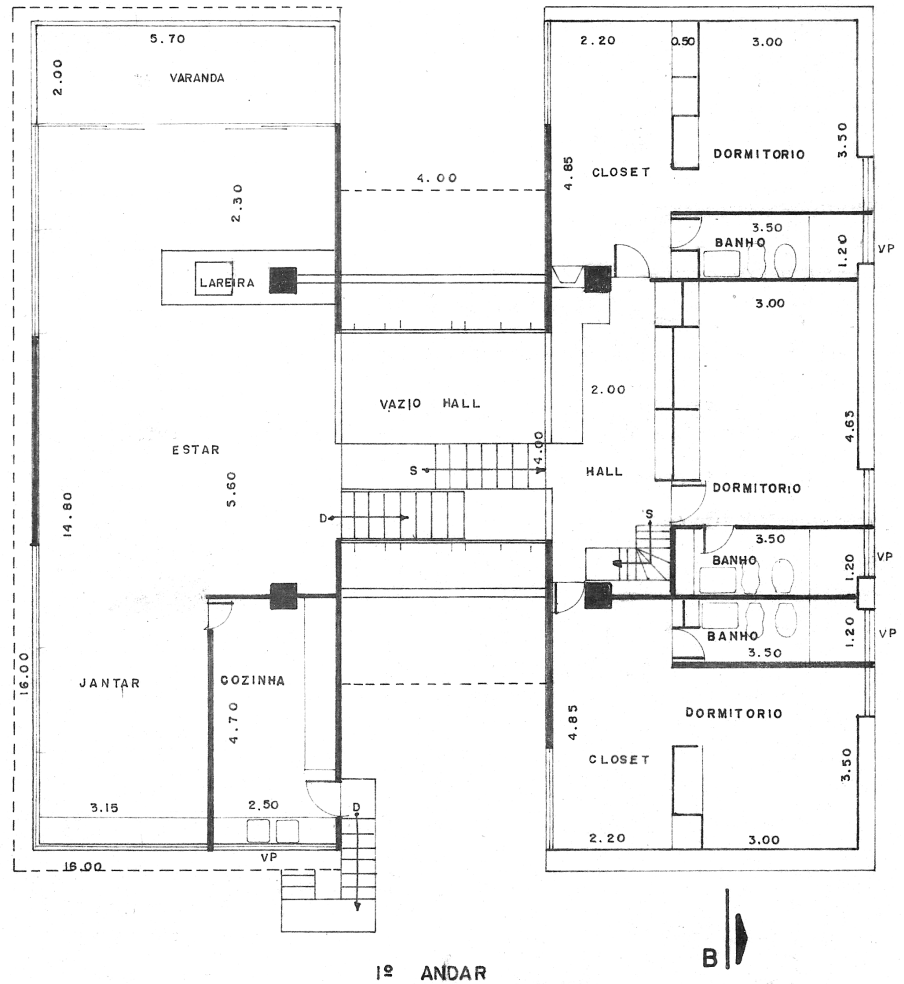 5.70
2.00
VARANDA
2.20
0.50
3.00
4.00
4.85
CLOSET
DORMITORIO
3.50
2.30
3.50
BANHO
1.20
VP
LAREIRA
3.00
VAZIO HALL
2.00
4.65
ESTAR
4.00
S
HALL
DORMITORIO
5.60
14.80
D
S
3.50
BANHO
1.20
VP
BANHO
1.20
VP
3.50
16.00
JANTAR
COZINHA
4.70
4.85
DORMITORIO
CLOSET
3.50
3.15
2.50
D
2.20
3.00
16.00
VP
B
1º ANDAR